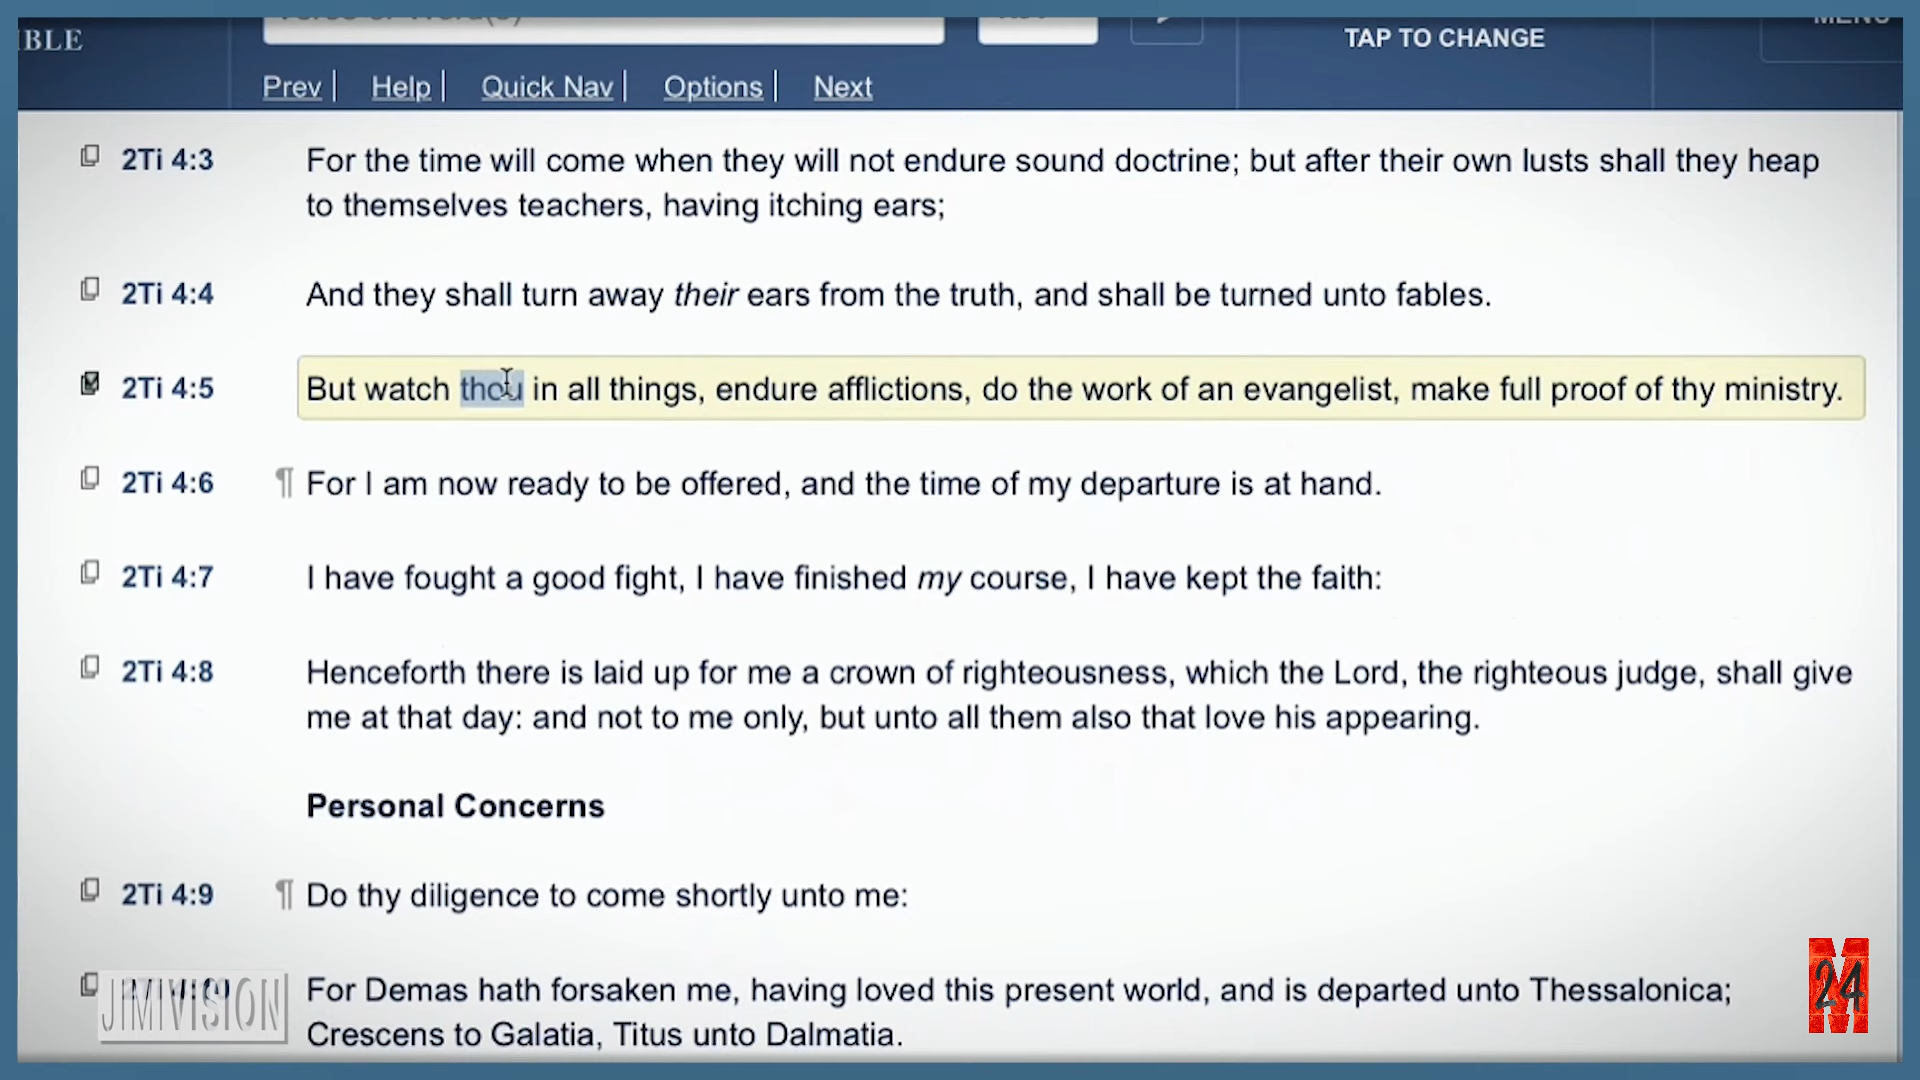 IBLE
TAP TO CHANGE
MENU
Prev | Help | Quick Nav | Options | Next
2Ti 4:3 For the time will come when they will not endure sound doctrine; but after their own lusts shall they heap
to themselves teachers, having itching ears;
2Ti 4:4 And they shall turn away their ears from the truth, and shall be turned unto fables.
2Ti 4:5 But watch thou in all things, endure afflictions, do the work of an evangelist, make full proof of thy ministry.
2Ti 4:6 ¶ For I am now ready to be offered, and the time of my departure is at hand.
2Ti 4:7 I have fought a good fight, I have finished my course, I have kept the faith:
2Ti 4:8 Henceforth there is laid up for me a crown of righteousness, which the Lord, the righteous judge, shall give
me at that day: and not to me only, but unto all them also that love his appearing.
Personal Concerns
2Ti 4:9 ¶ Do thy diligence to come shortly unto me:
2Ti 4:10 For Demas hath forsaken me, having loved this present world, and is departed unto Thessalonica;
Crescens to Galatia, Titus unto Dalmatia.
JIMIVISION
M
24